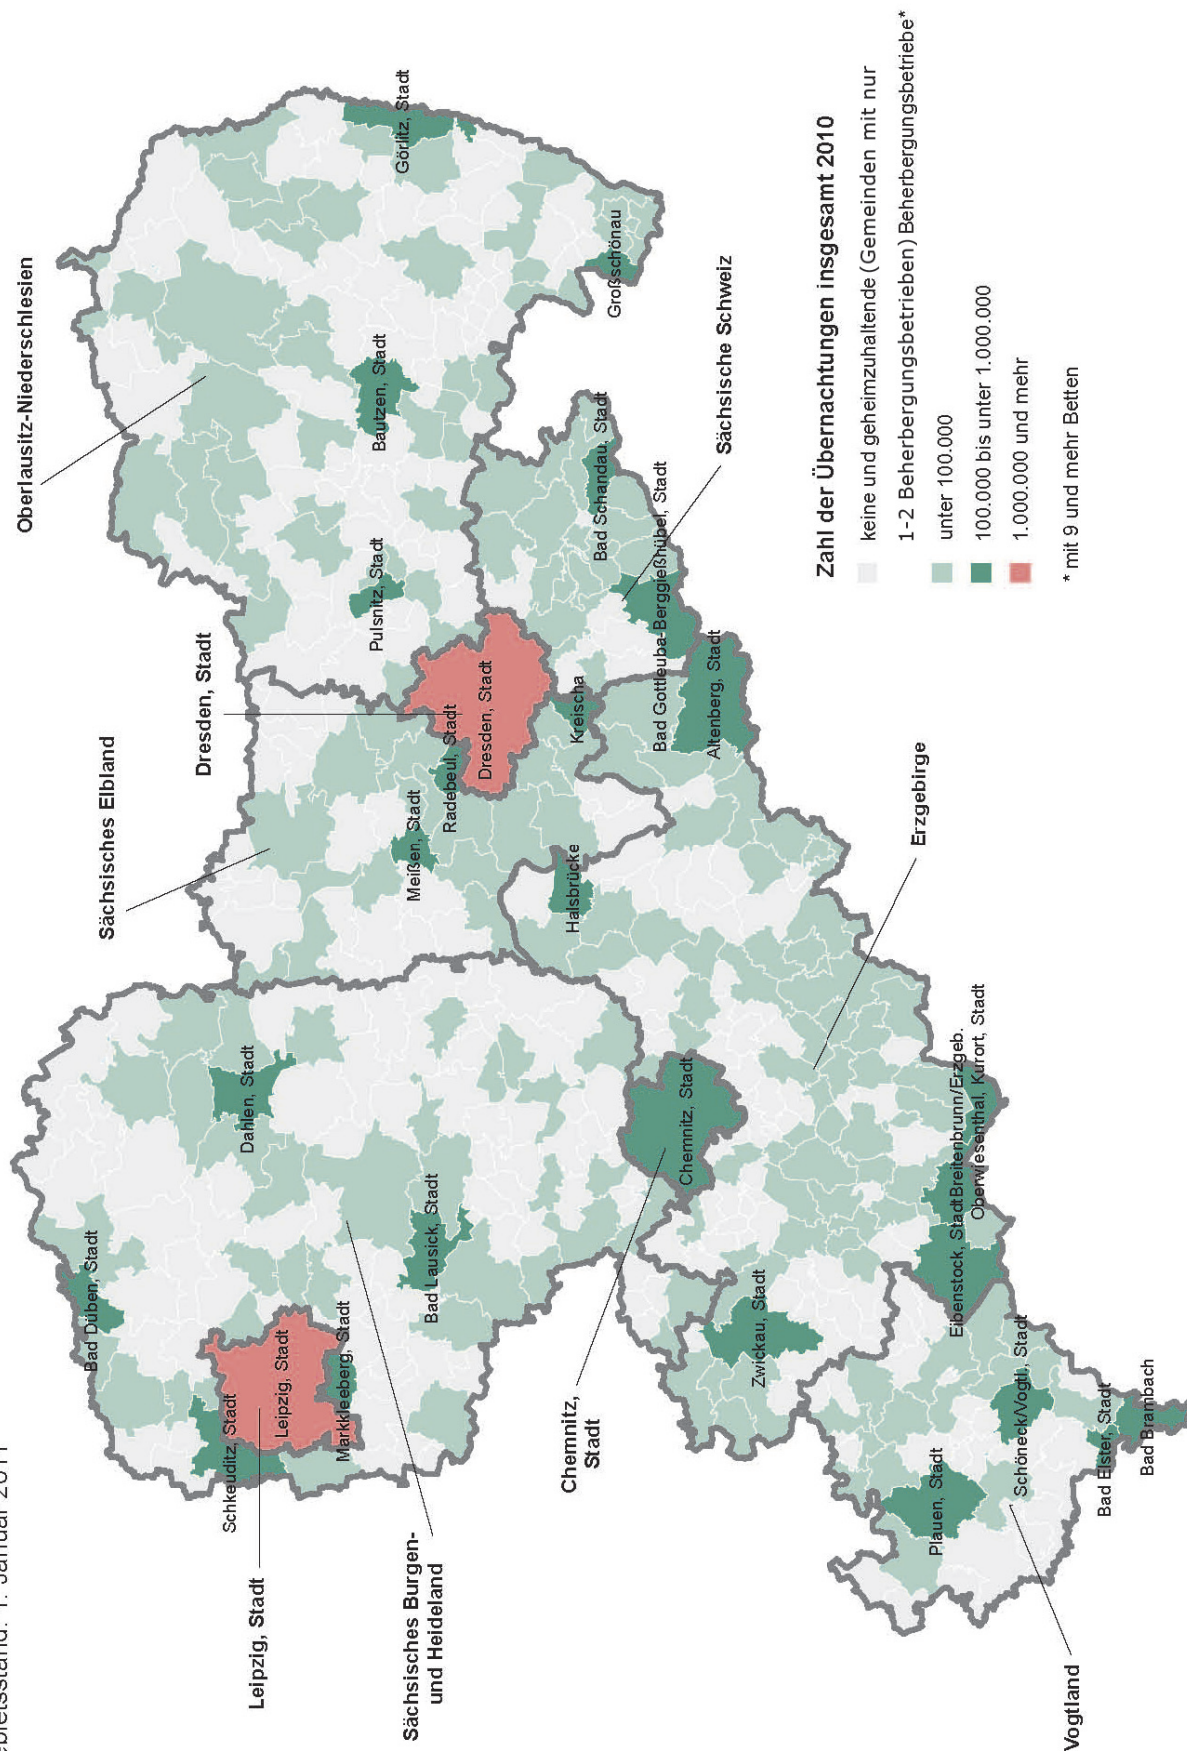 Gebietsstand: 1. Januar 2011
Leipzig, Stadt
Sächsisches Burgen-
und Heideland
Chemnitz,
Stadt
Vogtland
Sächsisches Elbland
Dresden, Stadt
Oberlausitz-Niederschlesien
Sächsische Schweiz
Erzgebirge
Bad Düben, Stadt
Schkeuditz, Stadt
Leipzig, Stadt
Markkleeberg, Stadt
Dahlen, Stadt
Bad Lausick, Stadt
Meißen, Stadt
Radebeul, Stadt
Dresden, Stadt
Pulsnitz, Stadt
Bautzen, Stadt
Görlitz, Stadt
Großschönau
Halsbrücke
Kreischa
Bad Schandau, Stadt
Bad Gottleuba-Berggießhübel, Stadt
Altenberg, Stadt
Chemnitz, Stadt
Zwickau, Stadt
Plauen, Stadt
Eibenstock, Stadt
Breitenbrunn/Erzgeb.
Oberwiesenthal, Kurort, Stadt
Schöneck/Vogtl., Stadt
Bad Elster, Stadt
Bad Brambach
Zahl der Übernachtungen insgesamt 2010
keine und geheimzuhaltende (Gemeinden mit nur
1-2 Beherbergungsbetrieben) Beherbergungsbetriebe*
unter 100.000
100.000 bis unter 1.000.000
1.000.000 und mehr
* mit 9 und mehr Betten